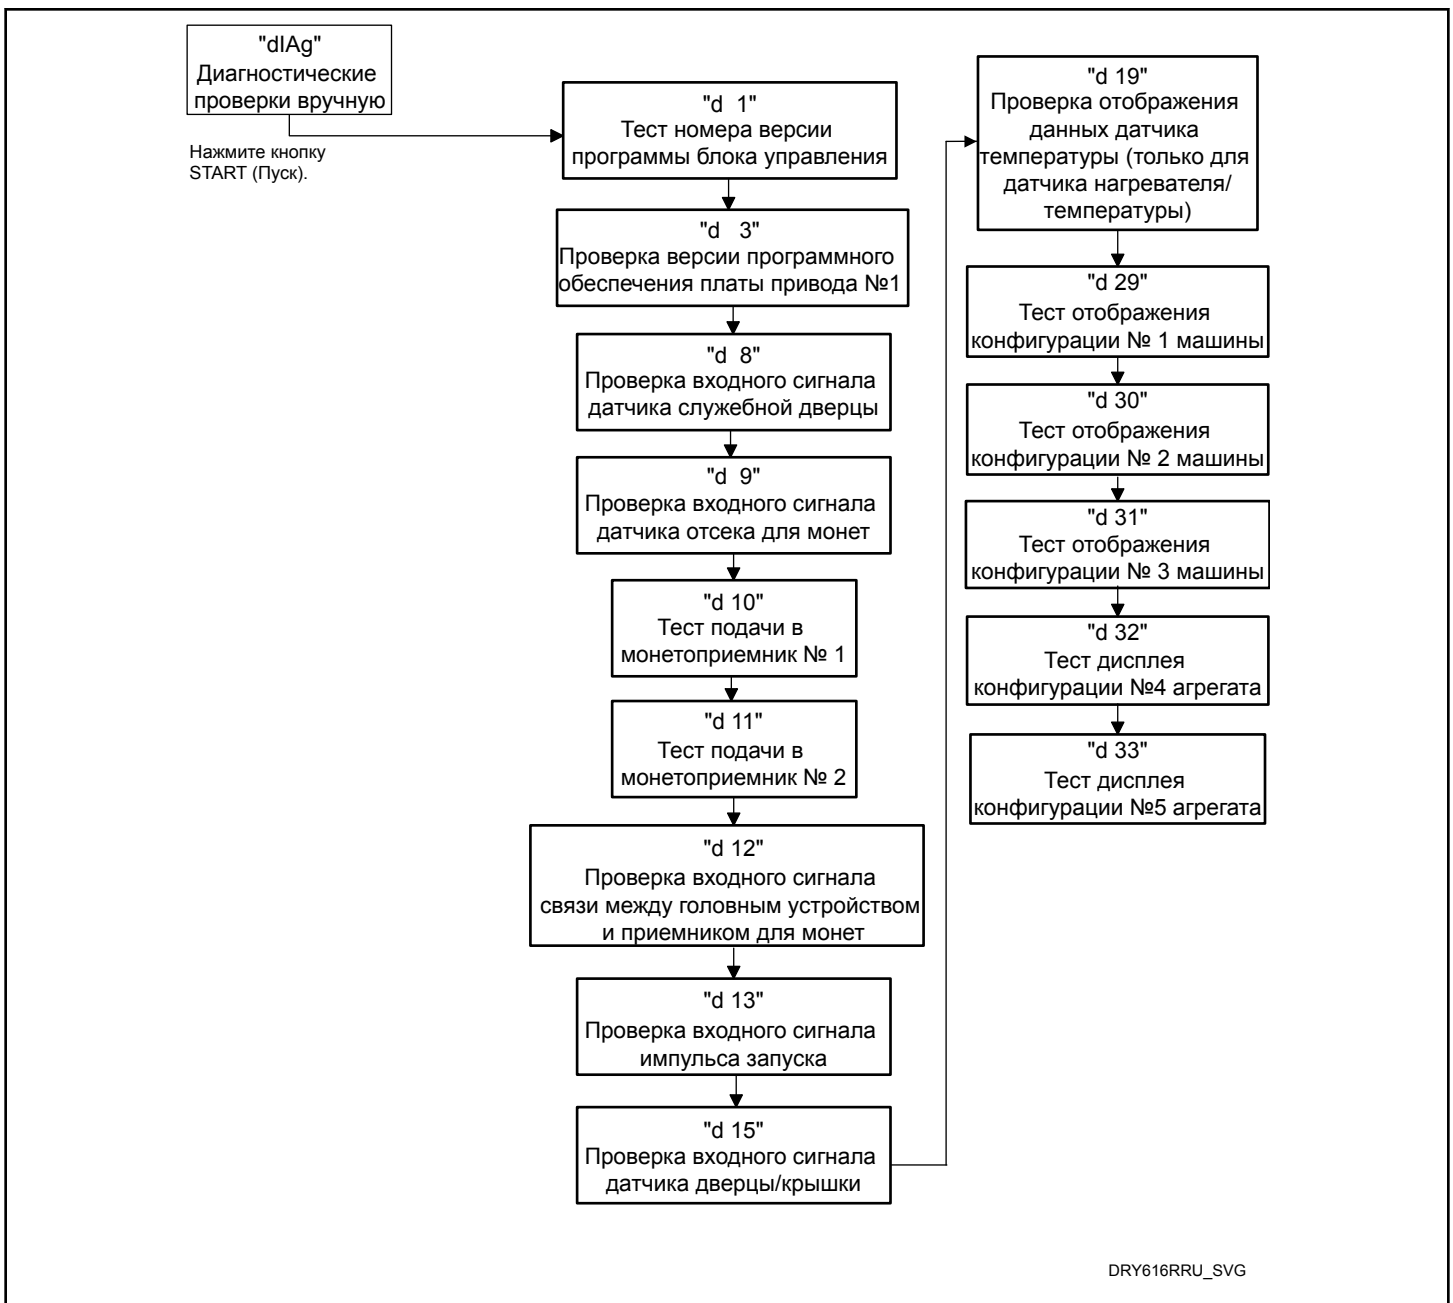 "dIAg"
Диагностические
проверки вручную
Нажмите кнопку
START (Пуск).
"d  1"
Тест номера версии
программы блока управления
"d  3"
Проверка версии программного
обеспечения платы привода №1
"d  8"
Проверка входного сигнала
датчика служебной дверцы
"d  9"
Проверка входного сигнала
датчика отсека для монет
"d 10"
Тест подачи в
монетоприемник № 1
"d 11"
Тест подачи в
монетоприемник № 2
"d 12"
Проверка входного сигнала
связи между головным устройством
и приемником для монет
"d 13"
Проверка входного сигнала
импульса запуска
"d 15"
Проверка входного сигнала
датчика дверцы/крышки
"d 19"
Проверка отображения
данных датчика
температуры (только для
датчика нагревателя/
температуры)
"d 29"
Тест отображения
конфигурации № 1 машины
"d 30"
Тест отображения
конфигурации № 2 машины
"d 31"
Тест отображения
конфигурации № 3 машины
"d 32"
Тест дисплея
конфигурации №4 агрегата
"d 33"
Тест дисплея
конфигурации №5 агрегата
DRY616RRU_SVG